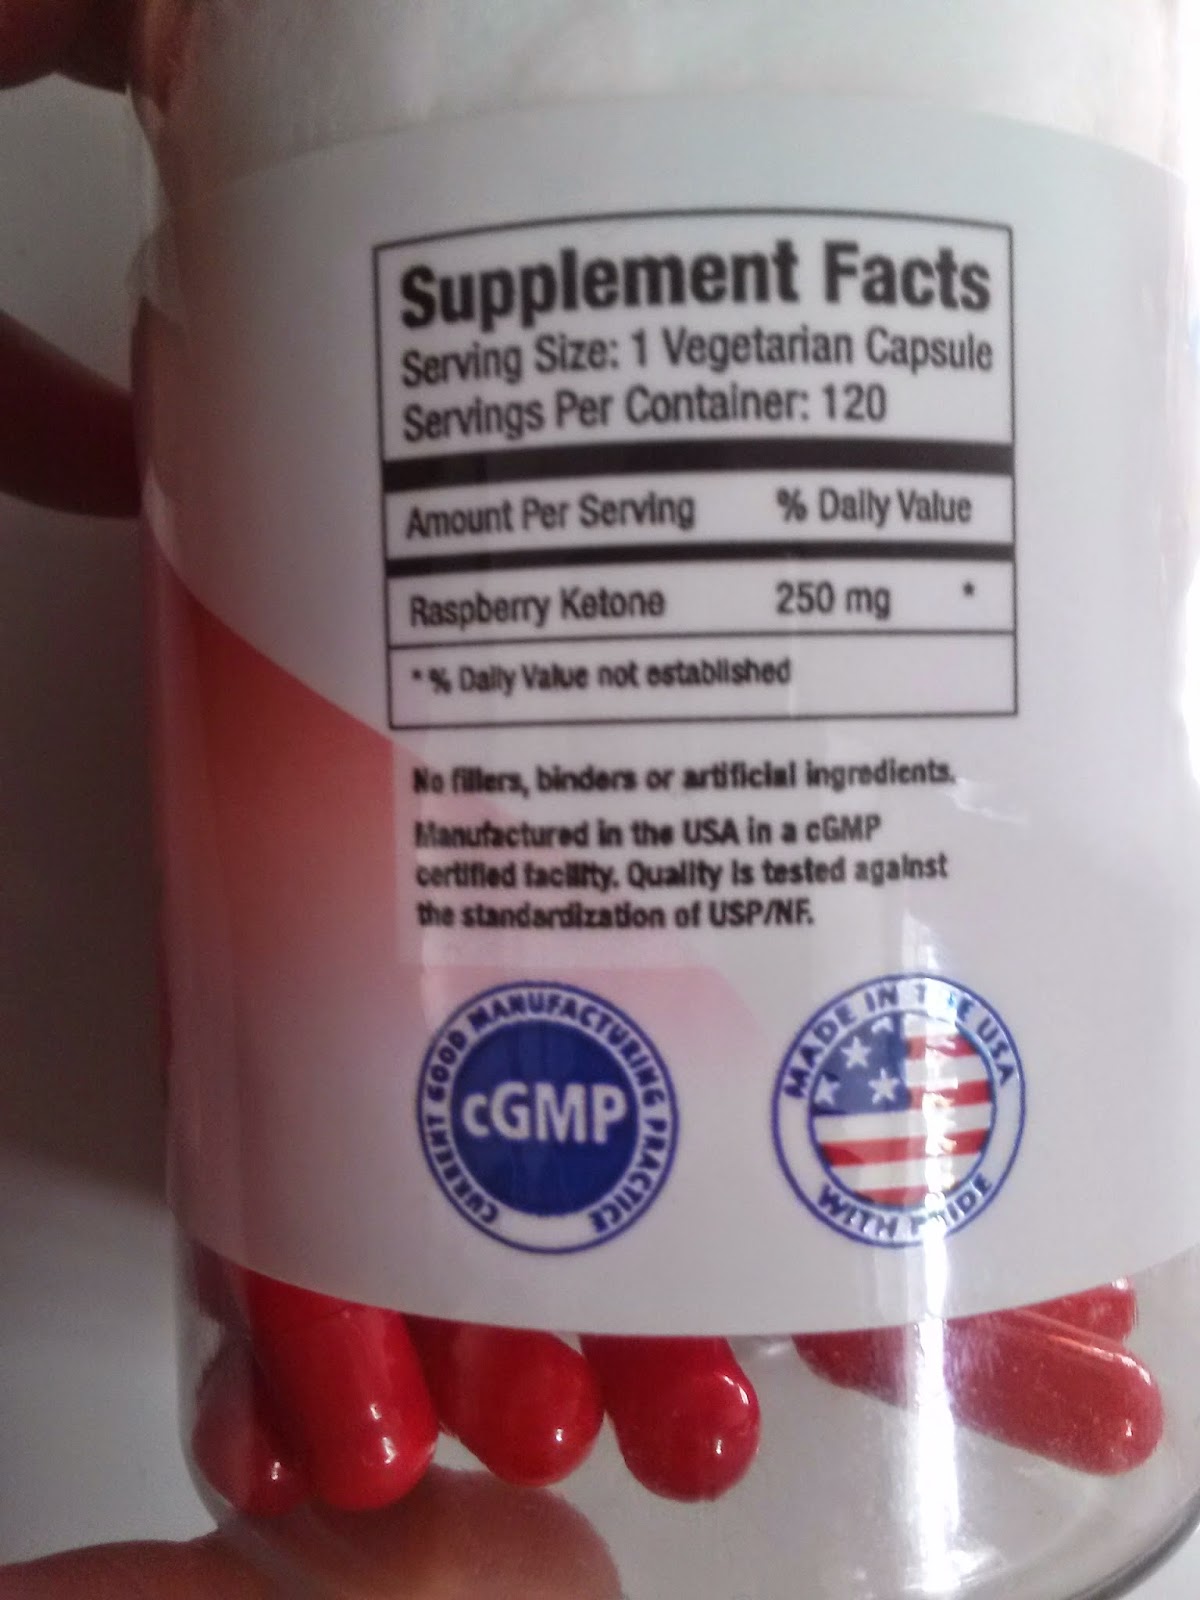 Supplement Facts
Serving Size: 1 Vegetarian Capsule
Servings Per Container: 120
Amount Per Serving % Daily Value
Raspberry Ketone 250 mg *
* % Daily Value not established
No fillers, binders or artificial ingredients.
Manufactured in the USA in a cGMP
certified facility. Quality is tested against
the standardization of USP/NF.
CURRENT GOOD MANUFACTURING PRACTICE
cGMP
MADE IN THE USA
WITH PRIDE